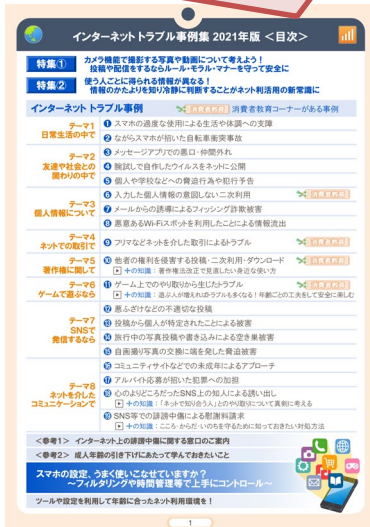 インターネットトラブル事例集 2021年版 ＜目次＞
特集① カメラ機能で撮影する写真や動画について考えよう！
投稿や配信をするならルール・モラル・マナーを守って安全に
特集② 使う人ごとに得られる情報が異なる！
情報のかたよりを知り冷静に判断することがネット利活用の新常識に
インターネットトラブル事例 消費者教育 消費者教育コーナーがある事例
テーマ1
日常生活の中で
❶ スマホの過度な使用による生活や体調への支障
❷ ながらスマホが招いた自転車衝突事故
テーマ2
友達や社会との
関わりの中で
❸ メッセージアプリでの悪口・仲間外れ
❹ 腕試しで自作したウイルスをネットに公開
❺ 個人や学校などへの脅迫行為や犯行予告
テーマ3
個人情報について
❻ 入力した個人情報の意図しない二次利用 消費者教育
❼ メールからの誘導によるフィッシング詐欺被害
❽ 悪意あるWi-Fiスポットを利用したことによる情報流出
テーマ4
ネットでの取引で
❾ フリマなどネットを介した取引によるトラブル 消費者教育
テーマ5
著作権に関して
❿ 他者の権利を侵害する投稿・二次利用・ダウンロード 消費者教育
＋の知識：著作権法改正で見直したい身近な使い方
テーマ6
ゲームで遊ぶなら
⓫ ゲーム上でのやり取りから生じたトラブル 消費者教育
＋の知識：遊ぶ人が増えればトラブルも多くなる！年齢ごとの工夫をして安全に楽しむ
テーマ7
SNSで
発信するなら
⓬ 悪ふざけなどの不適切な投稿
⓭ 投稿から個人が特定されたことによる被害
⓮ 旅行中の写真投稿や書き込みによる空き巣被害
⓯ 自画撮り写真の交換に端を発した脅迫被害
テーマ8
ネットを介した
コミュニケーションで
⓰ コミュニティサイトなどでの未成年によるアプローチ
⓱ アルバイト応募が招いた犯罪への加担
⓲ 心のよりどころだったSNS上の知人による誘い出し
＋の知識：「ネットで知り合う人」とのやり取りについて真剣に考える
⓳ SNS等での誹謗中傷による慰謝料請求
＋の知識：こころ・からだ・いのちを守るために知っておきたい対処方法
＜参考1＞ インターネット上の誹謗中傷に関する窓口のご案内
＜参考2＞ 成人年齢の引き下げにあたって学んでおきたいこと
スマホの設定、うまく使いこなせていますか？
～フィルタリングや時間管理等で上手にコントロール～
ツールや設定を利用して年齢に合ったネット利用環境を！
1